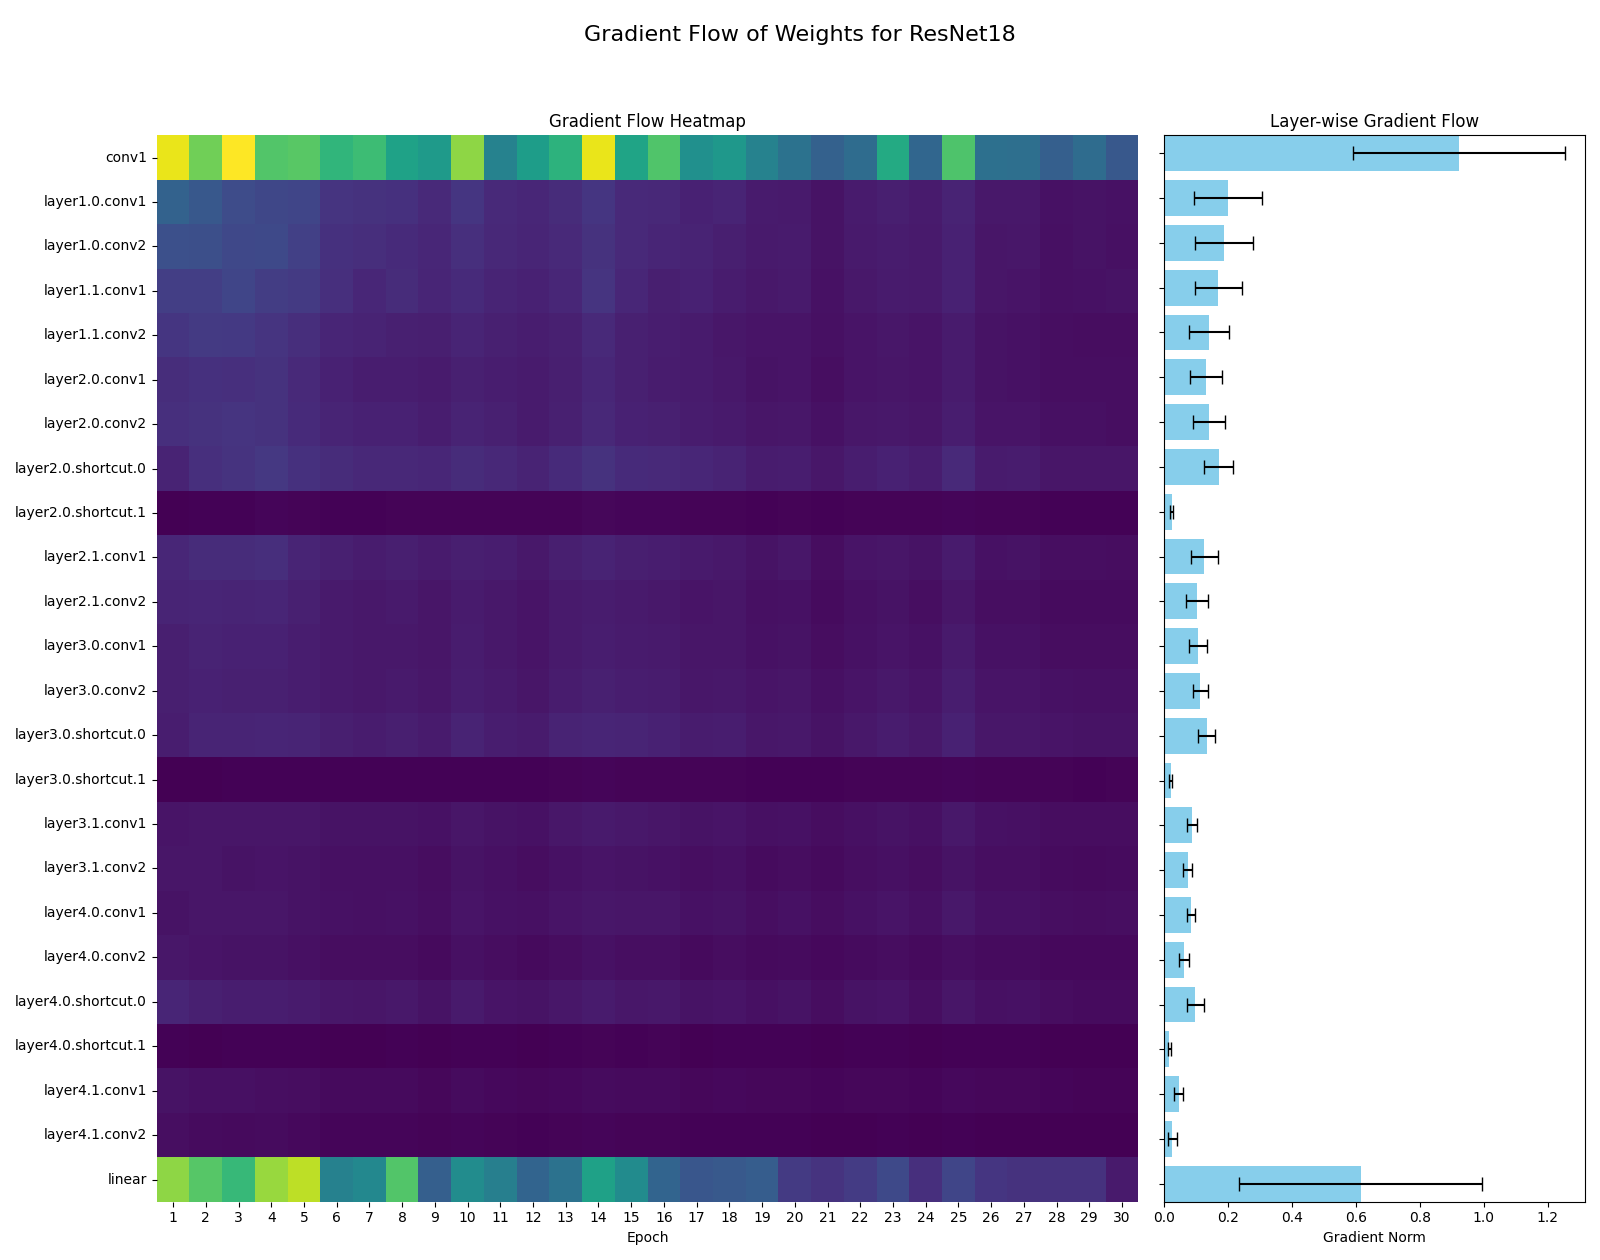 Gradient Flow of Weights for ResNet18
Gradient Flow Heatmap
Layer-wise Gradient Flow
conv1
layer1.0.conv1
layer1.0.conv2
layer1.1.conv1
layer1.1.conv2
layer2.0.conv1
layer2.0.conv2
layer2.0.shortcut.0
layer2.0.shortcut.1
layer2.1.conv1
layer2.1.conv2
layer3.0.conv1
layer3.0.conv2
layer3.0.shortcut.0
layer3.0.shortcut.1
layer3.1.conv1
layer3.1.conv2
layer4.0.conv1
layer4.0.conv2
layer4.0.shortcut.0
layer4.0.shortcut.1
layer4.1.conv1
layer4.1.conv2
linear
1 2 3 4 5 6 7 8 9 10 11 12 13 14 15 16 17 18 19 20 21 22 23 24 25 26 27 28 29 30
Epoch
0.0 0.2 0.4 0.6 0.8 1.0 1.2
Gradient Norm